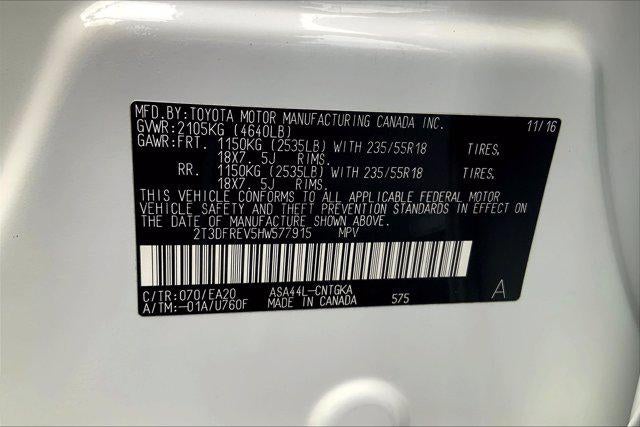 MFD.BY:TOYOTA MOTOR MANUFACTURING CANADA INC. 11/16
GVWR:2105KG (4640LB)
GAWR:FRT. 1150KG (2535LB) WITH 235/55R18 TIRES,
18X7. 5J RIMS.
RR. 1150KG (2535LB) WITH 235/55R18 TIRES,
18X7. 5J RIMS.
THIS VEHICLE CONFORMS TO ALL APPLICABLE FEDERAL MOTOR
VEHICLE SAFETY AND THEFT PREVENTION STANDARDS IN EFFECT ON
THE DATE OF MANUFACTURE SHOWN ABOVE.
2T3DFREV5HW577915 MPV
C/TR:070/EA20 ASA44L-CNTGKA
A/TM:-01A/U760F MADE IN CANADA 575 A